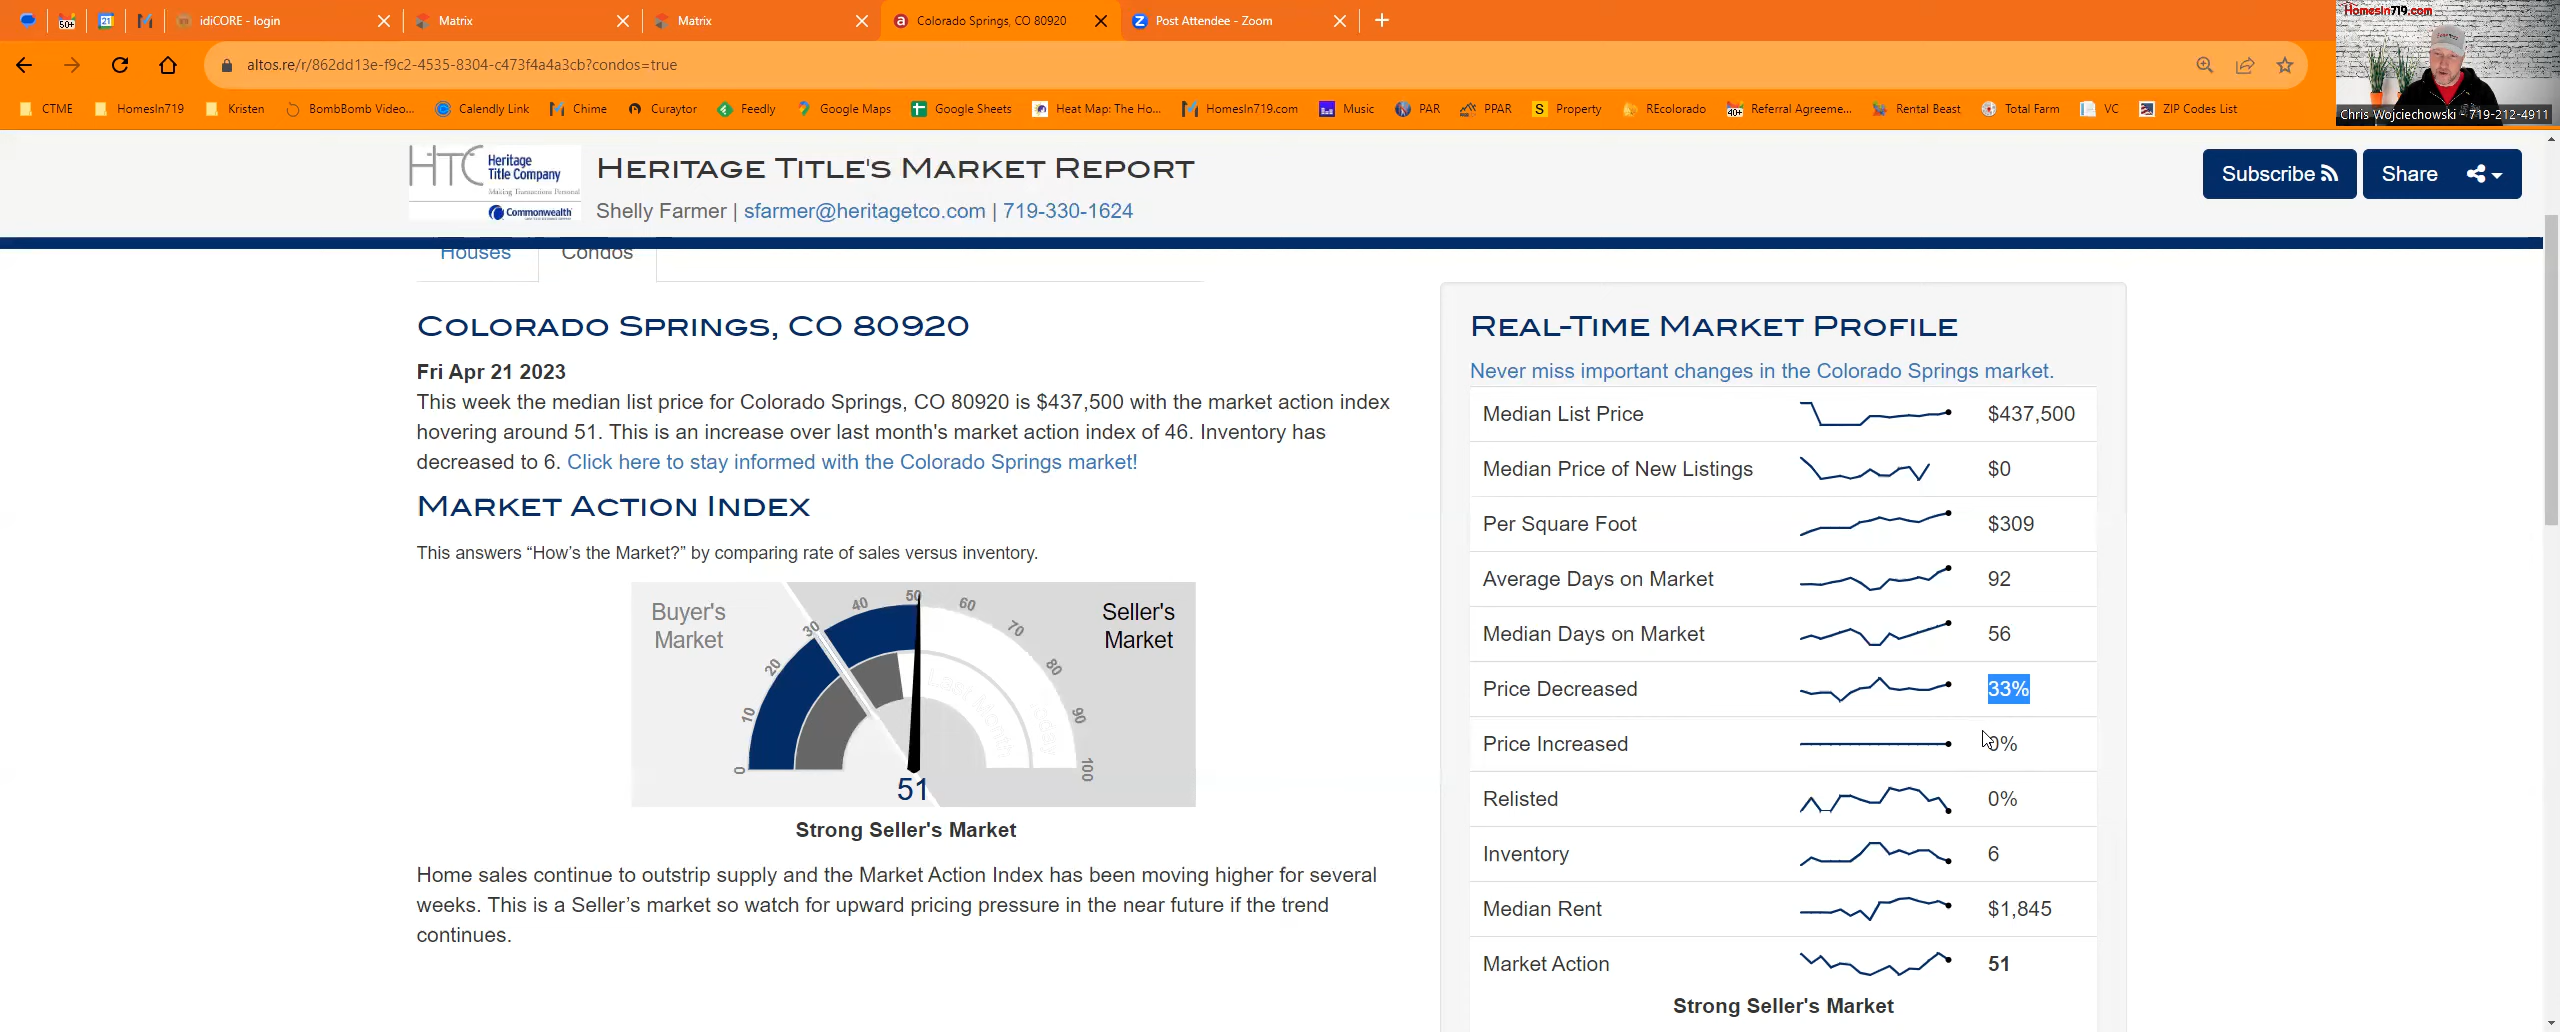 50+
21
idiCORE - login
Matrix
Matrix
Colorado Springs, CO 80920
Post Attendee - Zoom
HomesIn719.com
altos.re/r/862dd13e-f9c2-4535-8304-c473f4a4a3cb?condos=true
CTME
HomesIn719
Kristen
BombBomb Video...
Calendly Link
Chime
Curaytor
Feedly
Google Maps
Google Sheets
Heat Map: The Ho...
HomesIn719.com
Music
PAR
PPAR
Property
REcolorado
40+
Referral Agreeme...
Rental Beast
Total Farm
VC
ZIP Codes List
Chris Wojciechowski - 719-212-4911
HTC
Heritage
Title Company
Making Transactions Personal
Commonwealth
Heritage Title's Market Report
Shelly Farmer | sfarmer@heritagetco.com | 719-330-1624
Subscribe
Share
Houses
Condos
Colorado Springs, CO 80920
Fri Apr 21 2023
This week the median list price for Colorado Springs, CO 80920 is $437,500 with the market action index
hovering around 51. This is an increase over last month's market action index of 46. Inventory has
decreased to 6. Click here to stay informed with the Colorado Springs market!
Market Action Index
This answers “How’s the Market?” by comparing rate of sales versus inventory.
Buyer's
Market
Seller's
Market
0
10
20
30
40
50
60
70
80
90
100
Last Month
Today
51
Strong Seller's Market
Home sales continue to outstrip supply and the Market Action Index has been moving higher for several
weeks. This is a Seller’s market so watch for upward pricing pressure in the near future if the trend
continues.
Real-Time Market Profile
Never miss important changes in the Colorado Springs market.
Median List Price $437,500
Median Price of New Listings $0
Per Square Foot $309
Average Days on Market 92
Median Days on Market 56
Price Decreased 33%
Price Increased 0%
Relisted 0%
Inventory 6
Median Rent $1,845
Market Action 51
Strong Seller's Market